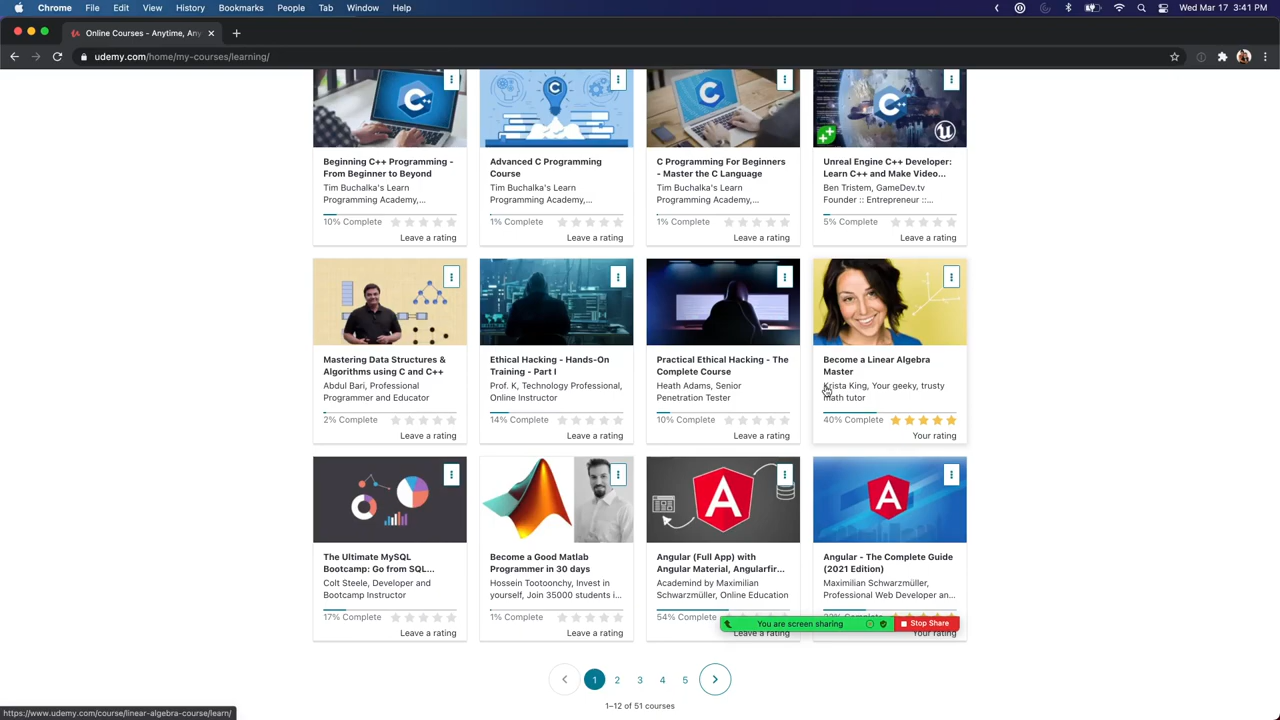 Chrome File Edit View History Bookmarks People Tab Window Help
Wed Mar 17 3:41 PM
Online Courses - Anytime, Any
udemy.com/home/my-courses/learning/
Beginning C++ Programming - From Beginner to Beyond
Tim Buchalka's Learn Programming Academy,...
10% Complete
Leave a rating
Advanced C Programming Course
Tim Buchalka's Learn Programming Academy,...
1% Complete
Leave a rating
C Programming For Beginners - Master the C Language
Tim Buchalka's Learn Programming Academy,...
1% Complete
Leave a rating
Unreal Engine C++ Developer: Learn C++ and Make Video...
Ben Tristem, GameDev.tv Founder :: Entrepreneur ::...
5% Complete
Leave a rating
Mastering Data Structures & Algorithms using C and C++
Abdul Bari, Professional Programmer and Educator
2% Complete
Leave a rating
Ethical Hacking - Hands-On Training - Part I
Prof. K, Technology Professional, Online Instructor
14% Complete
Leave a rating
Practical Ethical Hacking - The Complete Course
Heath Adams, Senior Penetration Tester
10% Complete
Leave a rating
Become a Linear Algebra Master
Krista King, Your geeky, trusty math tutor
40% Complete
Your rating
The Ultimate MySQL Bootcamp: Go from SQL...
Colt Steele, Developer and Bootcamp Instructor
17% Complete
Leave a rating
Become a Good Matlab Programmer in 30 days
Hossein Tootoonchy, Invest in yourself, Join 35000 students i...
1% Complete
Leave a rating
Angular (Full App) with Angular Material, Angularfir...
Academind by Maximilian Schwarzmüller, Online Education
54% Complete
Leave a rating
Angular - The Complete Guide (2021 Edition)
Maximilian Schwarzmüller, Professional Web Developer an...
Your rating
You are screen sharing
Stop Share
1 2 3 4 5
1–12 of 51 courses
https://www.udemy.com/course/linear-algebra-course/learn/